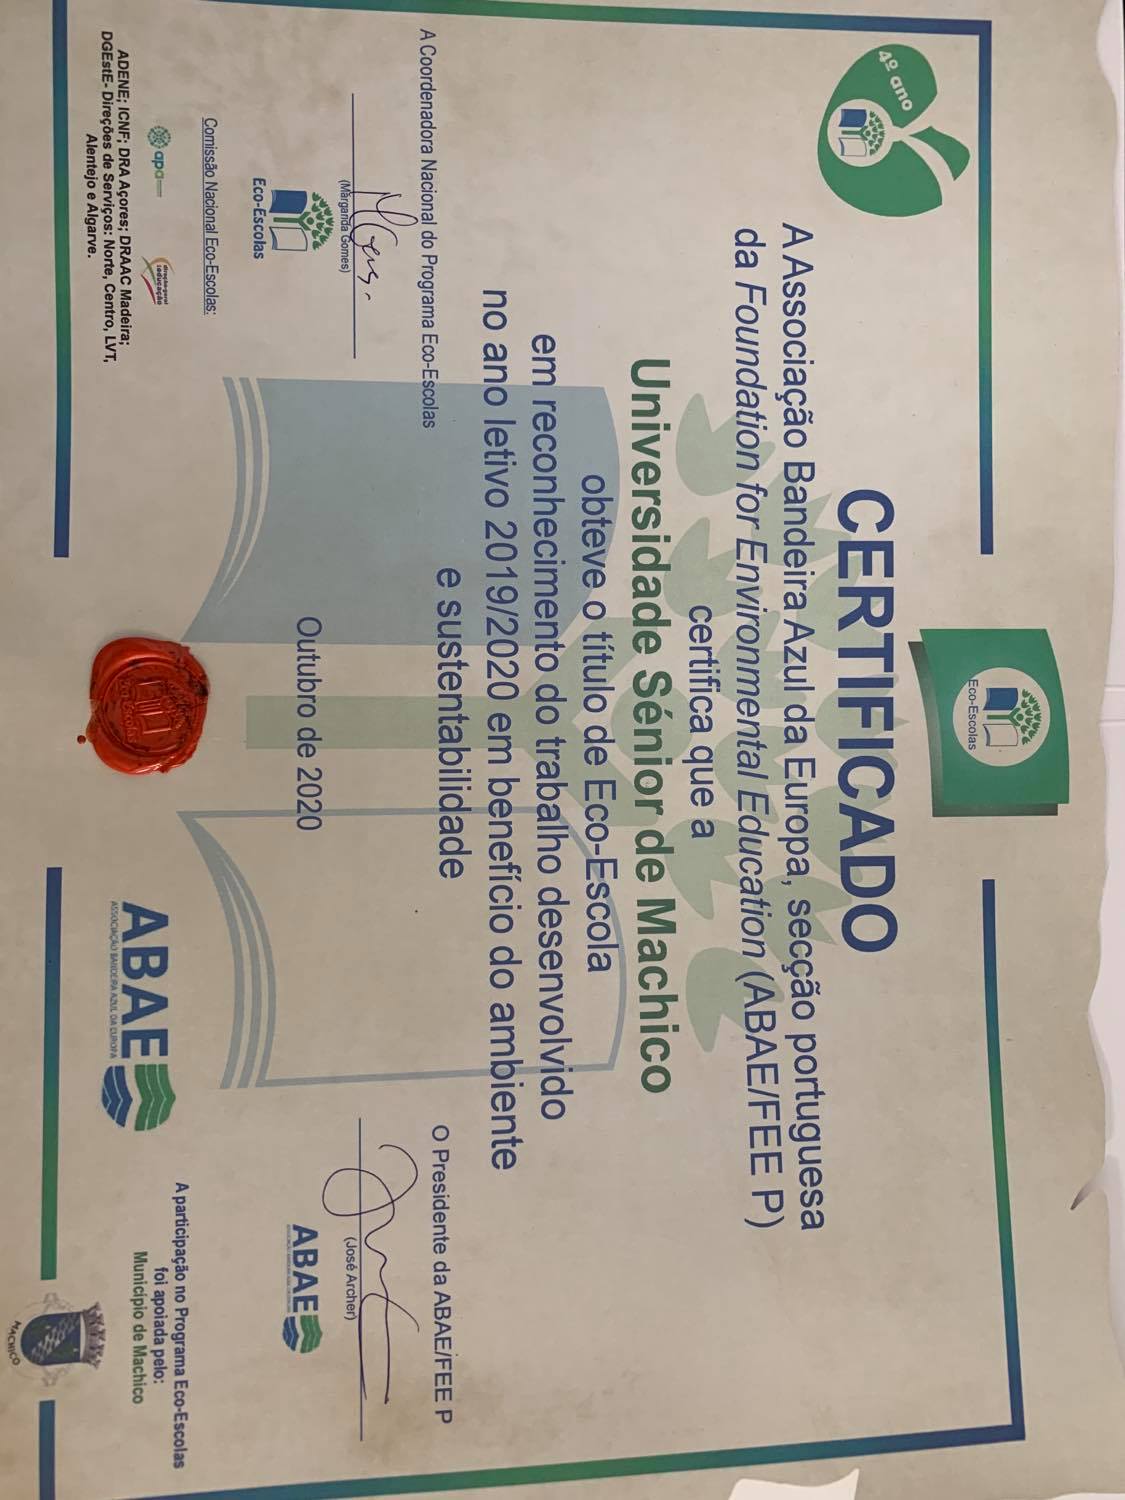 4º ano
Eco-Escolas
CERTIFICADO
A Associação Bandeira Azul da Europa, secção portuguesa
da Foundation for Environmental Education (ABAE/FEE P)
certifica que a
Universidade Sénior de Machico
obteve o título de Eco-Escola
em reconhecimento do trabalho desenvolvido
no ano letivo 2019/2020 em benefício do ambiente
e sustentabilidade
Outubro de 2020
A Coordenadora Nacional do Programa Eco-Escolas
(Margarida Gomes)
Eco-Escolas
O Presidente da ABAE/FEE P
(José Archer)
ABAE
Comissão Nacional Eco-Escolas:
apa
direção-geral
educação
ADENE; ICNF; DRA Açores; DRAAC Madeira;
DGEstE- Direções de Serviços: Norte, Centro, LVT,
Alentejo e Algarve.
ABAE
ASSOCIAÇÃO BANDEIRA AZUL DA EUROPA
A participação no Programa Eco-Escolas
foi apoiada pelo:
Município de Machico
MACHICO